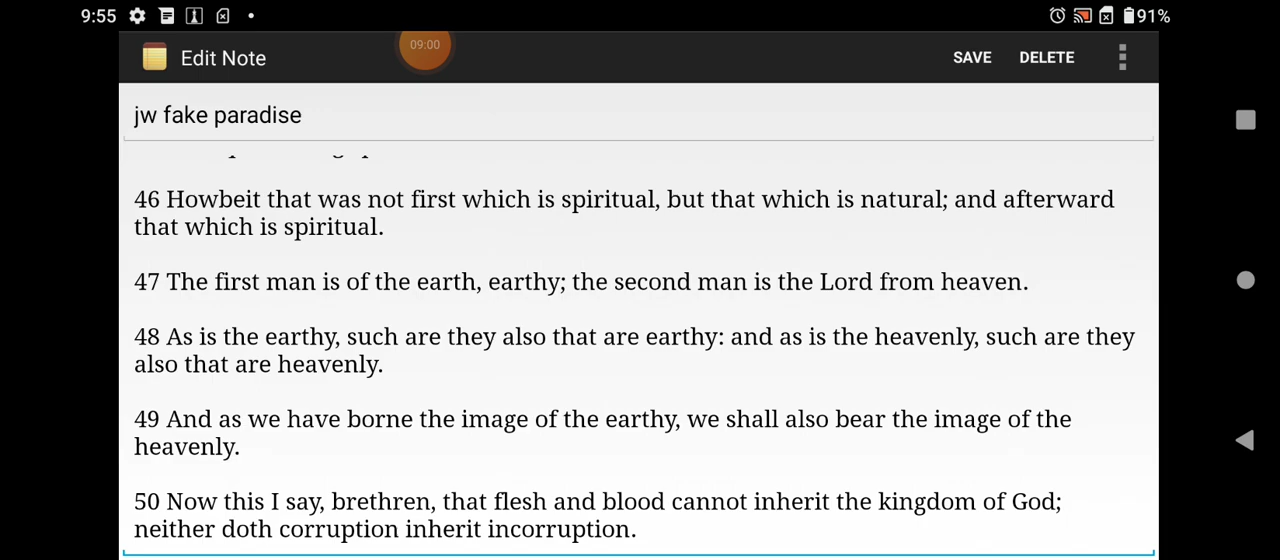 9:55
91%
09:00
Edit Note
SAVE
DELETE
jw fake paradise
46 Howbeit that was not first which is spiritual, but that which is natural; and afterward
that which is spiritual.
47 The first man is of the earth, earthy; the second man is the Lord from heaven.
48 As is the earthy, such are they also that are earthy: and as is the heavenly, such are they
also that are heavenly.
49 And as we have borne the image of the earthy, we shall also bear the image of the
heavenly.
50 Now this I say, brethren, that flesh and blood cannot inherit the kingdom of God;
neither doth corruption inherit incorruption.